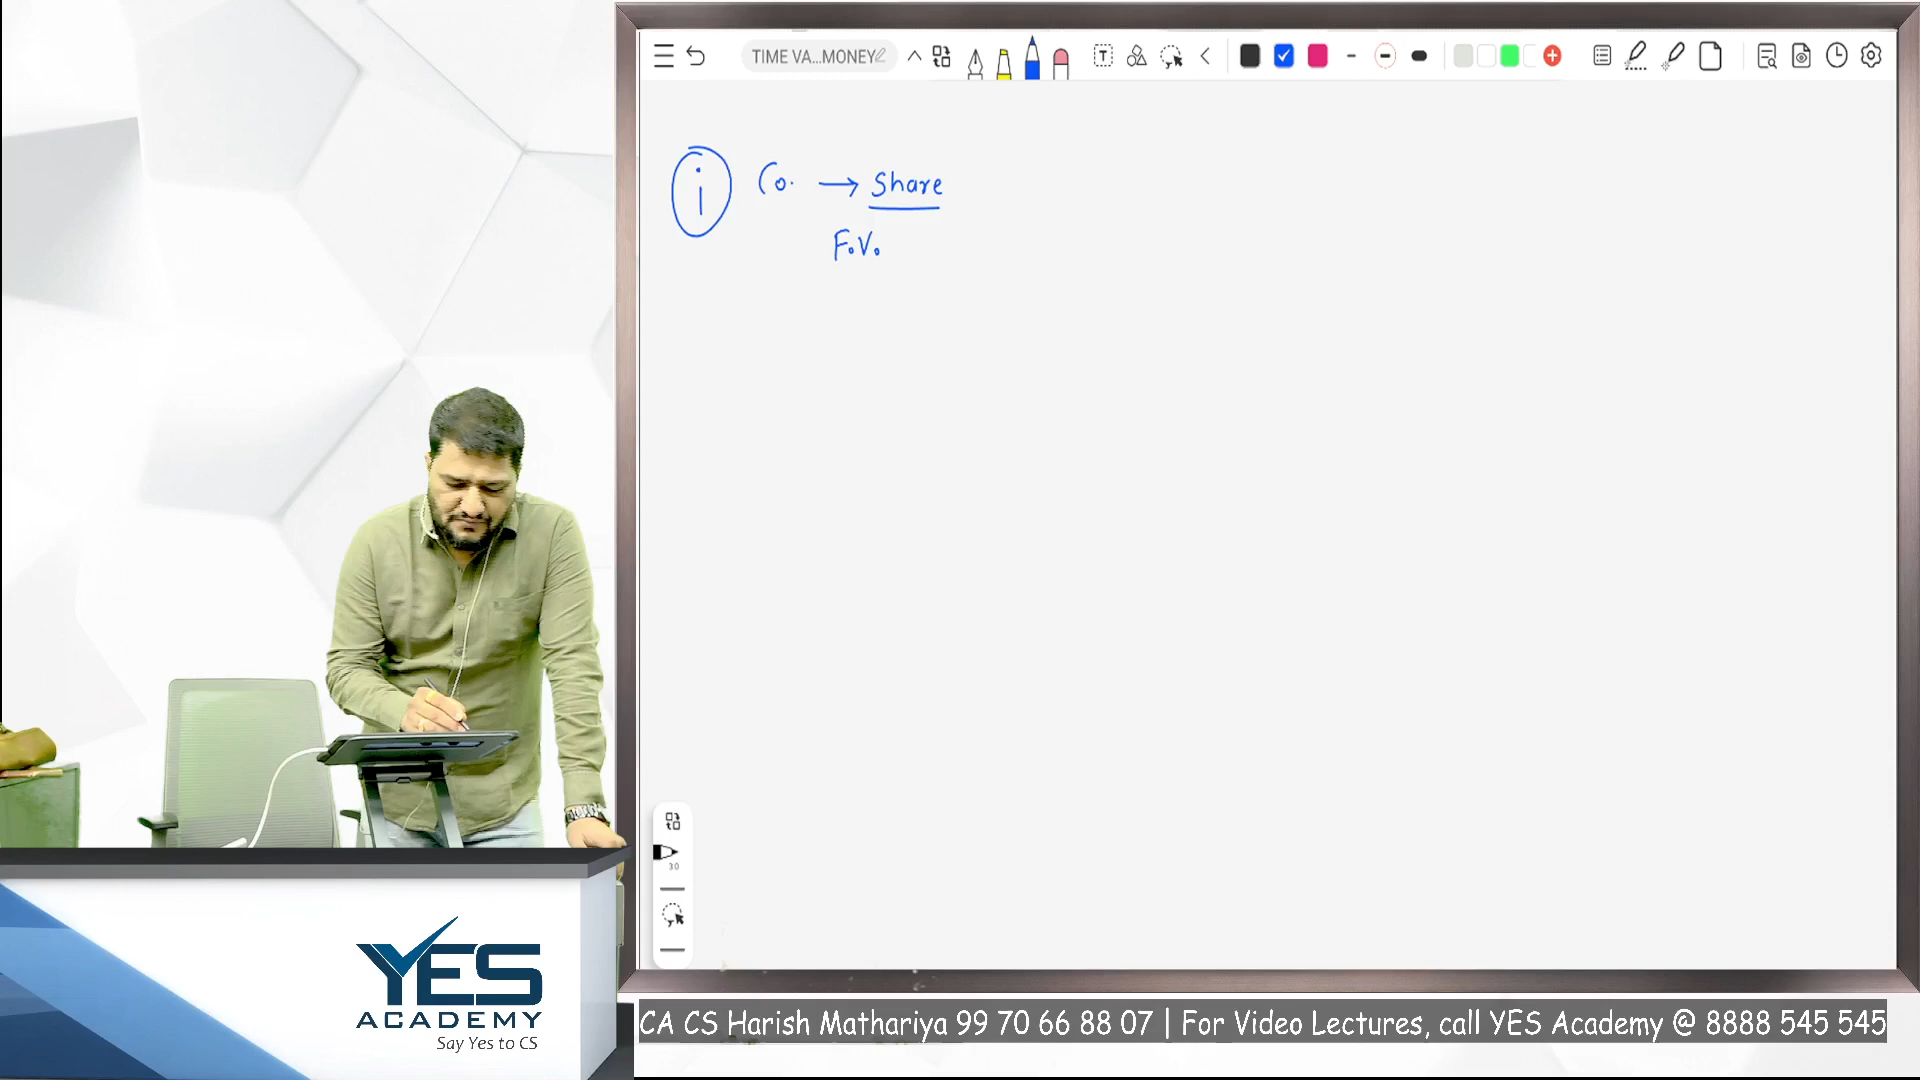 TIME VA...MONEY
T
i Co. → Share
F.V.
30
YES
ACADEMY
Say Yes to CS
CA CS Harish Mathariya 99 70 66 88 07 | For Video Lectures, call YES Academy @ 8888 545 545